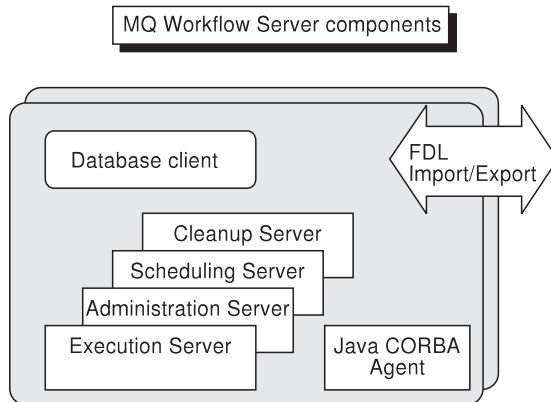 MQ Workflow Server components
Database client
FDL
Import/Export
Cleanup Server
Scheduling Server
Administration Server
Execution Server
Java CORBA
Agent